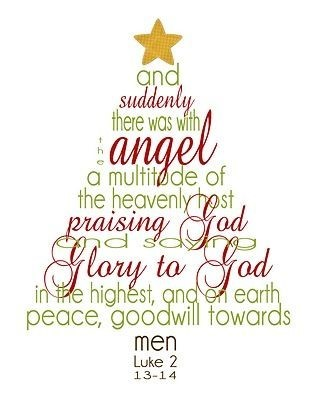 and
suddenly
there was with
the angel
a multitude of
the heavenly host
praising God
and saying
Glory to God
in the highest, and on earth
peace, goodwill towards
men
Luke 2
13-14